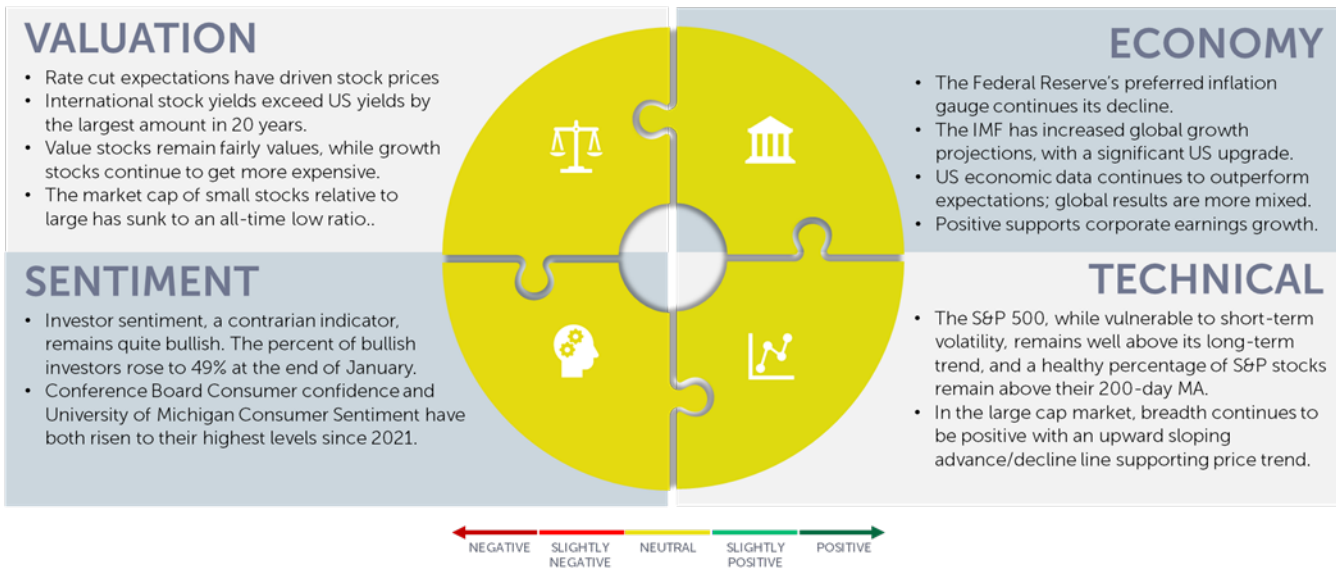 VALUATION
• Rate cut expectations have driven stock prices
• International stock yields exceed US yields by
the largest amount in 20 years.
• Value stocks remain fairly values, while growth
stocks continue to get more expensive.
• The market cap of small stocks relative to
large has sunk to an all-time low ratio..
ECONOMY
• The Federal Reserve's preferred inflation
gauge continues its decline.
• The IMF has increased global growth
projections, with a significant US upgrade.
• US economic data continues to outperform
expectations; global results are more mixed.
• Positive supports corporate earnings growth.
SENTIMENT
• Investor sentiment, a contrarian indicator,
remains quite bullish. The percent of bullish
investors rose to 49% at the end of January.
• Conference Board Consumer confidence and
University of Michigan Consumer Sentiment have
both risen to their highest levels since 2021.
TECHNICAL
• The S&P 500, while vulnerable to short-term
volatility, remains well above its long-term
trend, and a healthy percentage of S&P stocks
remain above their 200-day MA.
• In the large cap market, breadth continues to
be positive with an upward sloping
advance/decline line supporting price trend.
NEGATIVE
SLIGHTLY
NEGATIVE
NEUTRAL
SLIGHTLY
POSITIVE
POSITIVE